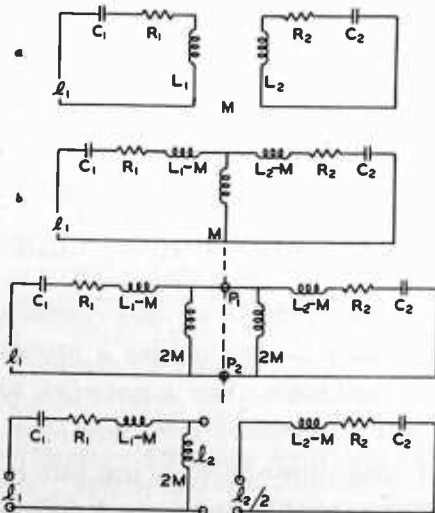 a
C₁ R₁ R₂ C₂
L₁ L₂
ℓ₁
M
b
C₁ R₁ L₁-M L₂-M R₂ C₂
ℓ₁
M
P₁
C₁ R₁ L₁-M L₂-M R₂ C₂
ℓ₁ 2M 2M
P₂
C₁ R₁ L₁-M L₂-M R₂ C₂
ℓ₂
ℓ₁ 2M ℓ₂/2